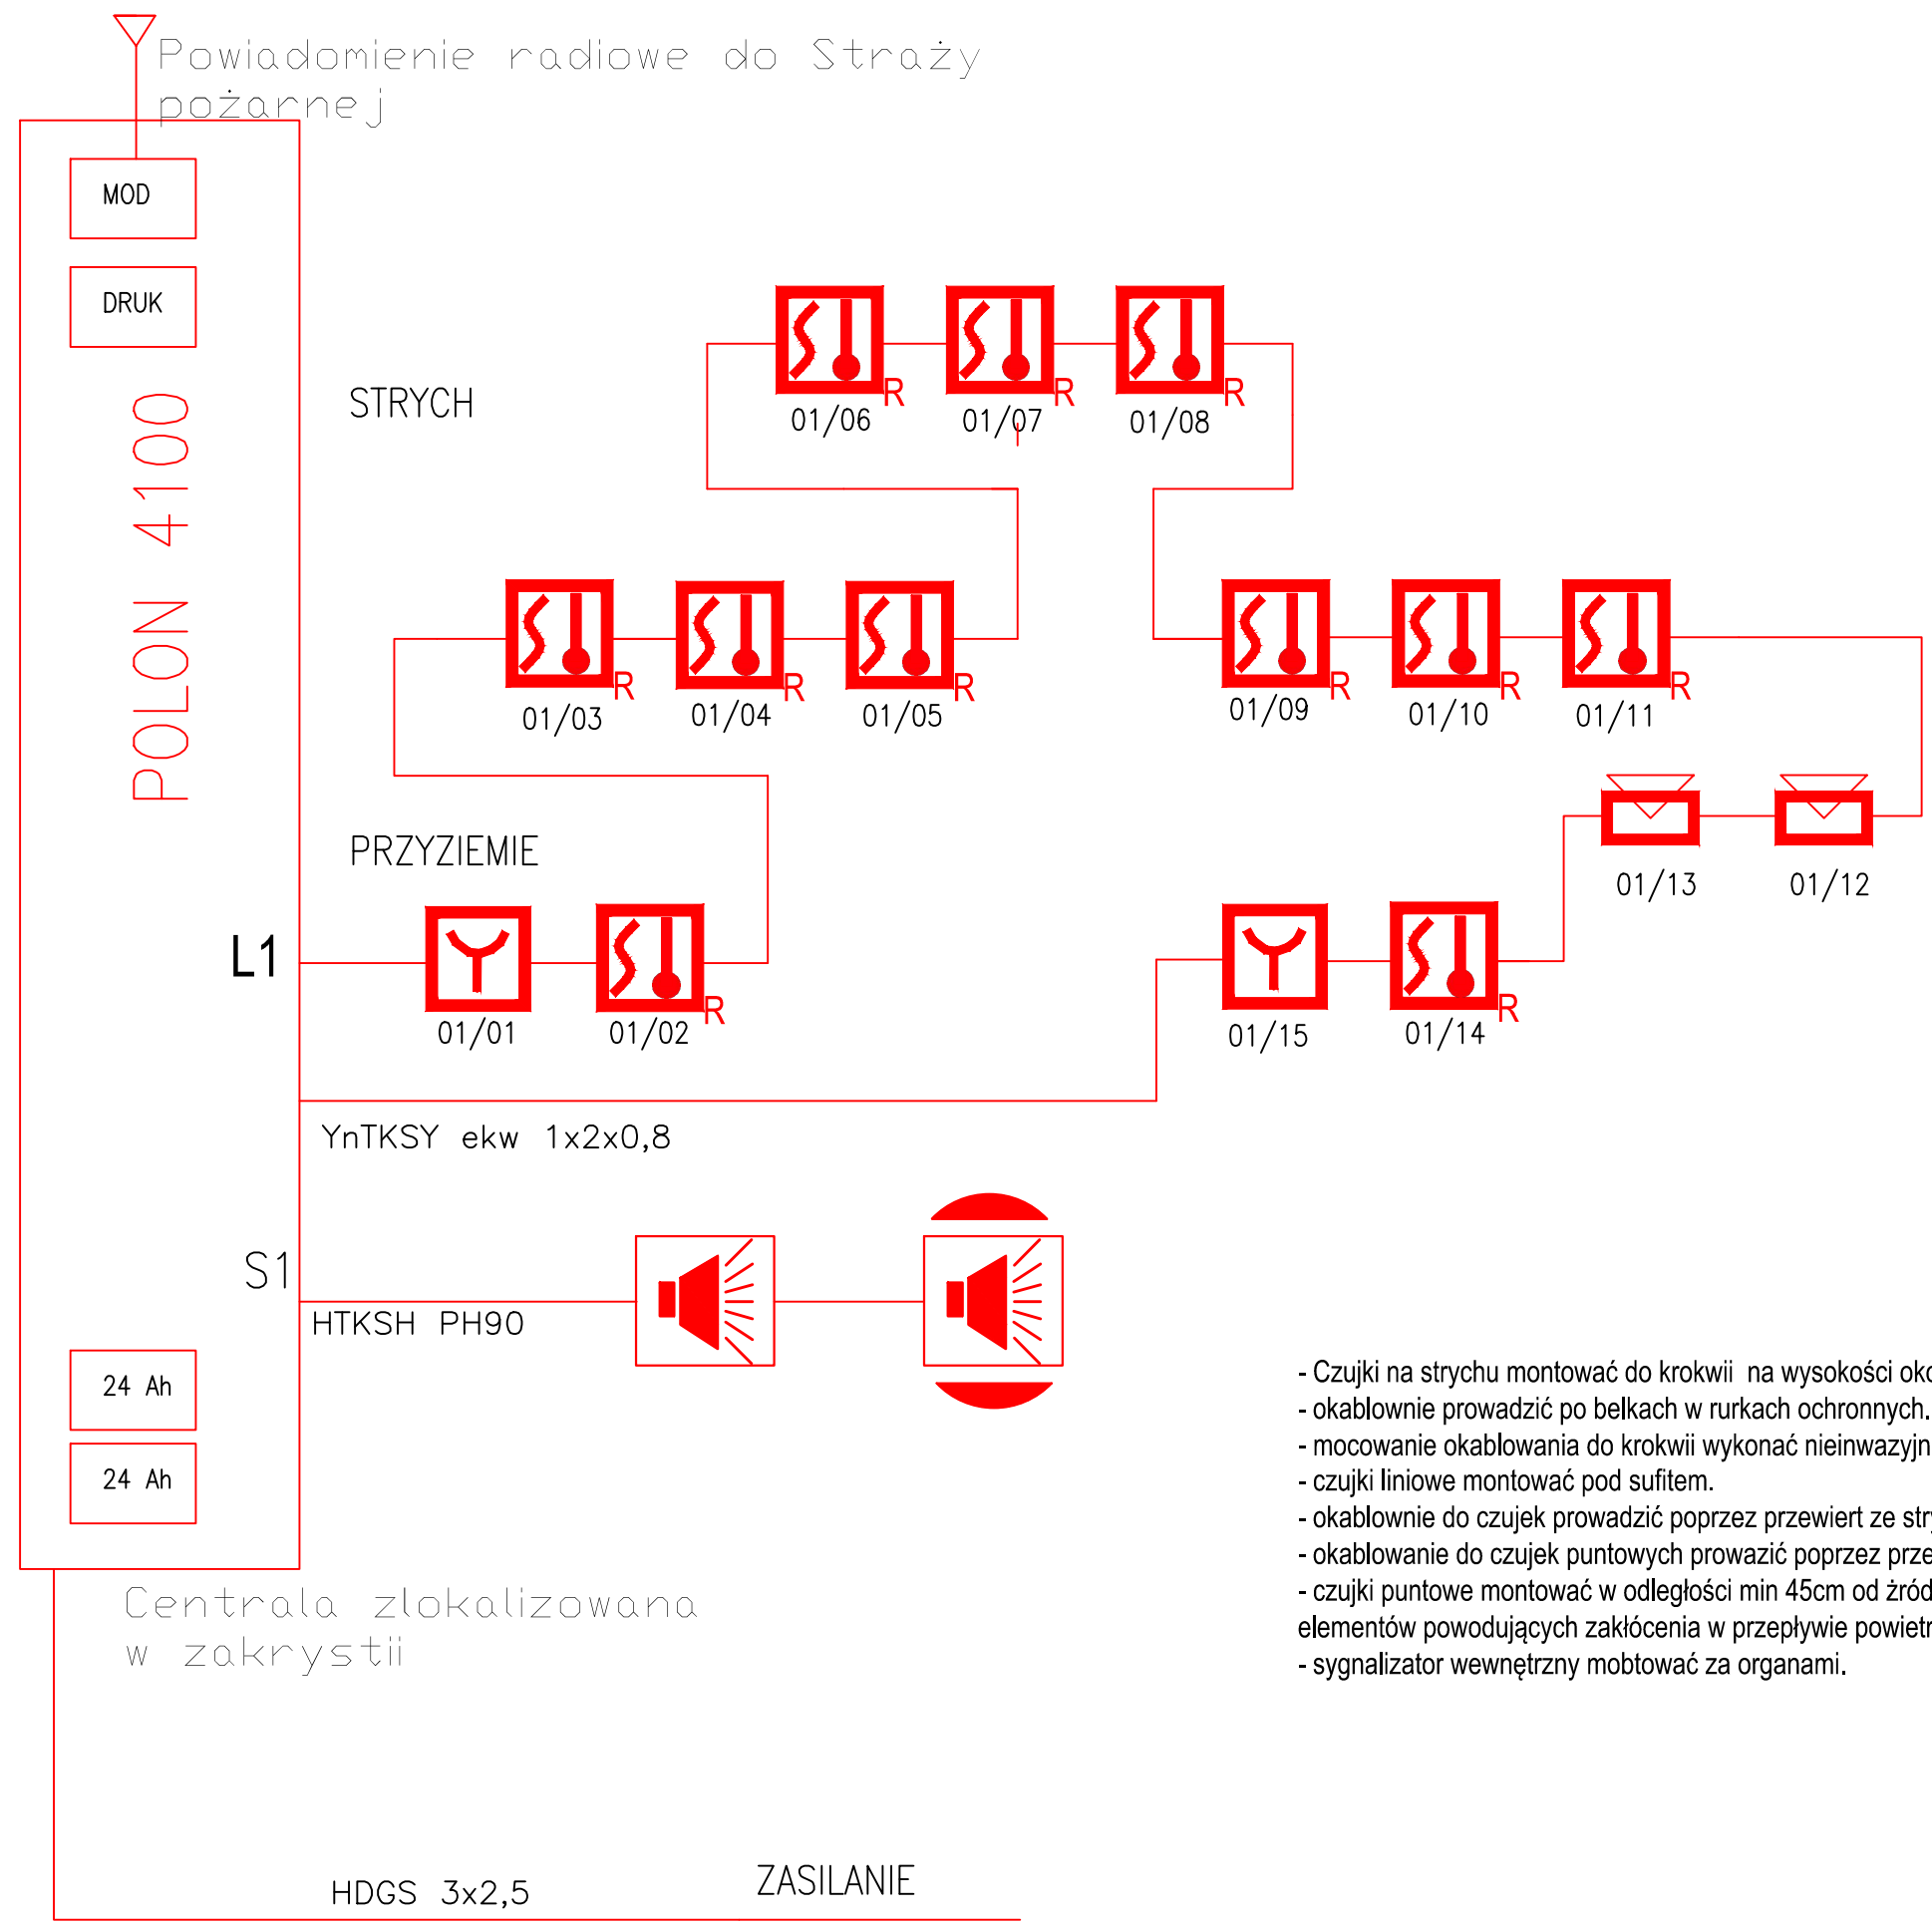 Powiadomienie radiowe do Straży
pożarnej
MOD
DRUK
POLON 4100
STRYCH
01/06
R
01/07
R
01/08
R
01/03
R
01/04
R
01/05
R
01/09
R
01/10
R
01/11
R
PRZYZIEMIE
01/13
01/12
L1
01/01
01/02
R
01/15
01/14
R
YnTKSY ekw 1x2x0,8
S1
HTKSH PH90
24 Ah
24 Ah
- Czujki na strychu montować do krokwii na wysokości
- okablownie prowadzić po belkach w rurkach ochronnych.
- mocowanie okablowania do krokwii wykonać
- czujki liniowe montować pod sufitem.
- okablownie do czujek prowadzić poprzez przewiert ze
- okablowanie do czujek puntowych prowazić poprzez
- czujki puntowe montować w odległości min 45cm od
elementów powodujących zakłócenia w przepływie
- sygnalizator wewnętrzny mobtować za organami.
Centrala zlokalizowana
w zakrystii
HDGS 3x2,5
ZASILANIE